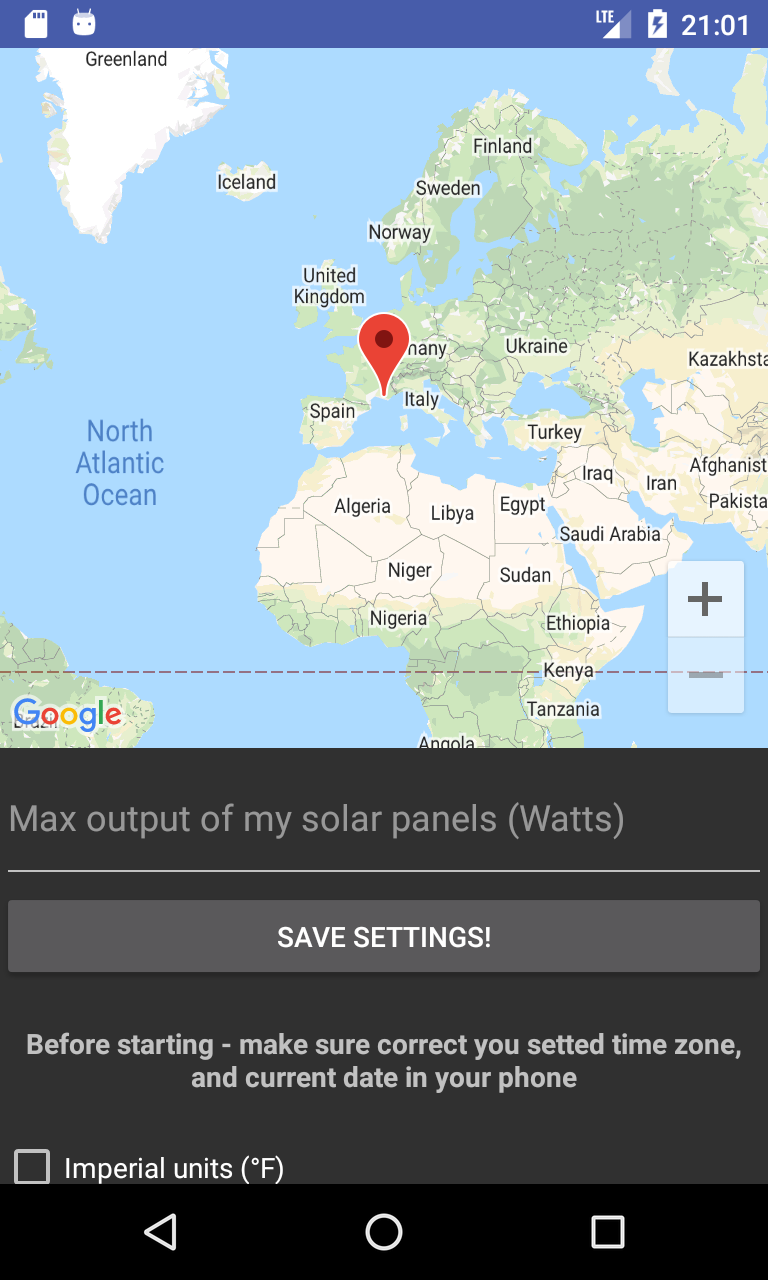 LTE 21:01
Greenland
Finland
Iceland
Sweden
Norway
United
Kingdom
many
Ukraine
Kazakhsta
Spain
Italy
North
Atlantic
Ocean
Turkey
Iraq
Iran
Afghanist
Pakista
Algeria
Libya
Egypt
Saudi Arabia
Niger
Sudan
Nigeria
Ethiopia
+
Kenya
−
Tanzania
Google
Brazil
Angola
Max output of my solar panels (Watts)
SAVE SETTINGS!
Before starting - make sure correct you setted time zone,
and current date in your phone
Imperial units (°F)